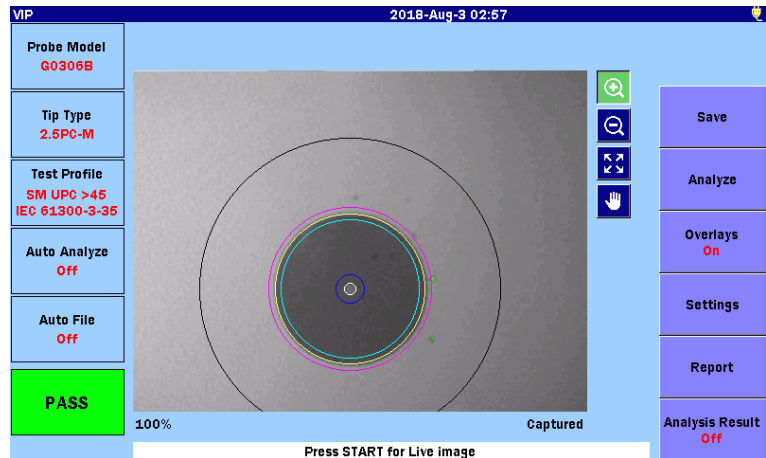 VIP
2018-Aug-3 02:57
Probe Model
G0306B
Tip Type
2.5PC-M
Test Profile
SM UPC >45
IEC 61300-3-35
Auto Analyze
Off
Auto File
Off
PASS
100%
Captured
Press START for Live image
Save
Analyze
Overlays
On
Settings
Report
Analysis Result
Off